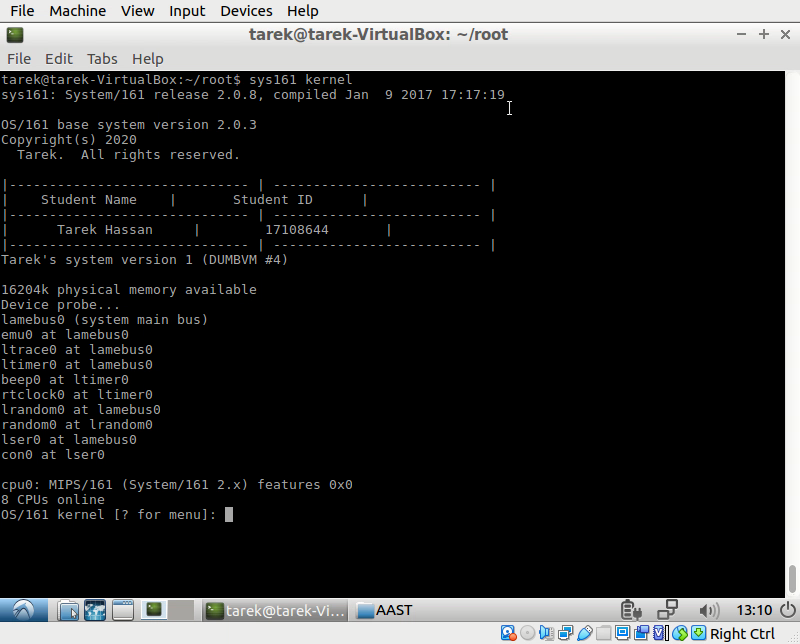 File Machine View Input Devices Help
tarek@tarek-VirtualBox: ~/root
File Edit Tabs Help
tarek@tarek-VirtualBox:~/root$ sys161 kernel
sys161: System/161 release 2.0.8, compiled Jan  9 2017 17:17:19
OS/161 base system version 2.0.3
Copyright(s) 2020
  Tarek.  All rights reserved.
|------------------------------ | -------------------------- |
|    Student Name    |       Student ID      |
|------------------------------ | -------------------------- |
|      Tarek Hassan     |        17108644       |
|------------------------------ | -------------------------- |
Tarek's system version 1 (DUMBVM #4)
16204k physical memory available
Device probe...
lamebus0 (system main bus)
emu0 at lamebus0
ltrace0 at lamebus0
ltimer0 at lamebus0
beep0 at ltimer0
rtclock0 at ltimer0
lrandom0 at lamebus0
random0 at lrandom0
lser0 at lamebus0
con0 at lser0
cpu0: MIPS/161 (System/161 2.x) features 0x0
8 CPUs online
OS/161 kernel [? for menu]:
tarek@tarek-Vi... AAST 13:10
Right Ctrl